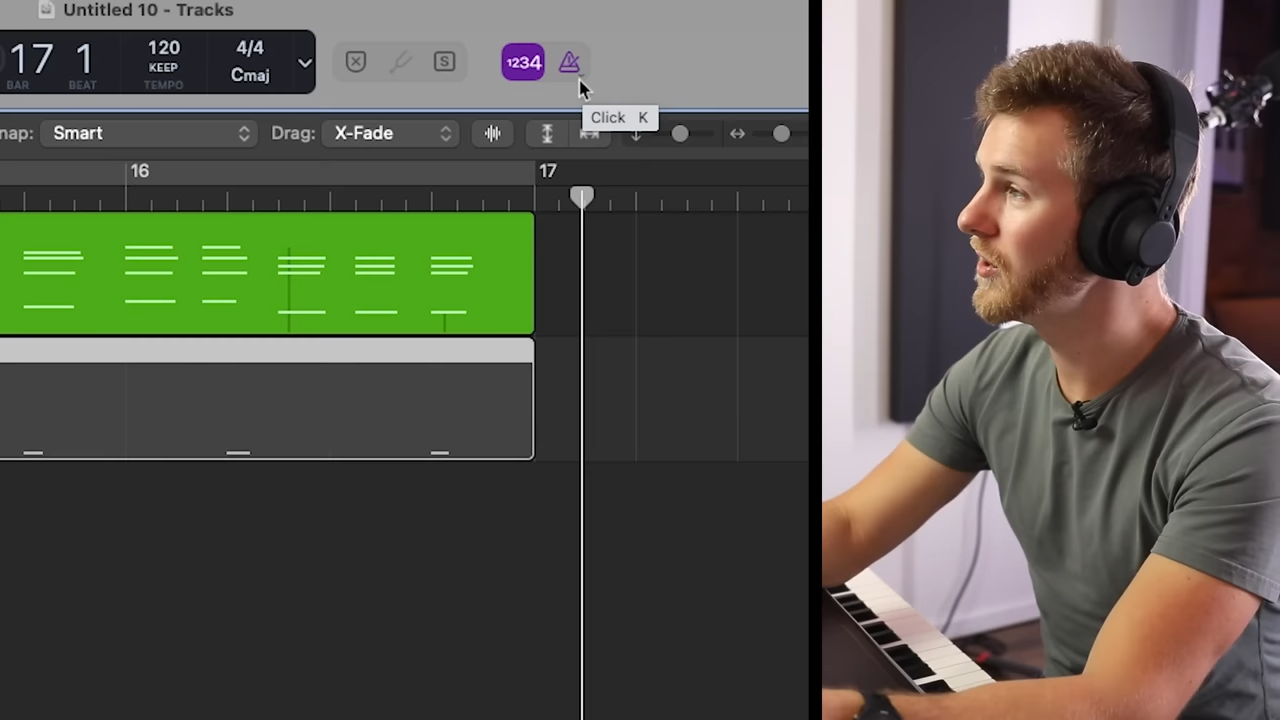 Untitled 10 - Tracks
17 1
120
KEEP
4/4
Cmaj
BAR
BEAT
TEMPO
S
1234
Click K
nap:
Smart
Drag:
X-Fade
16
17